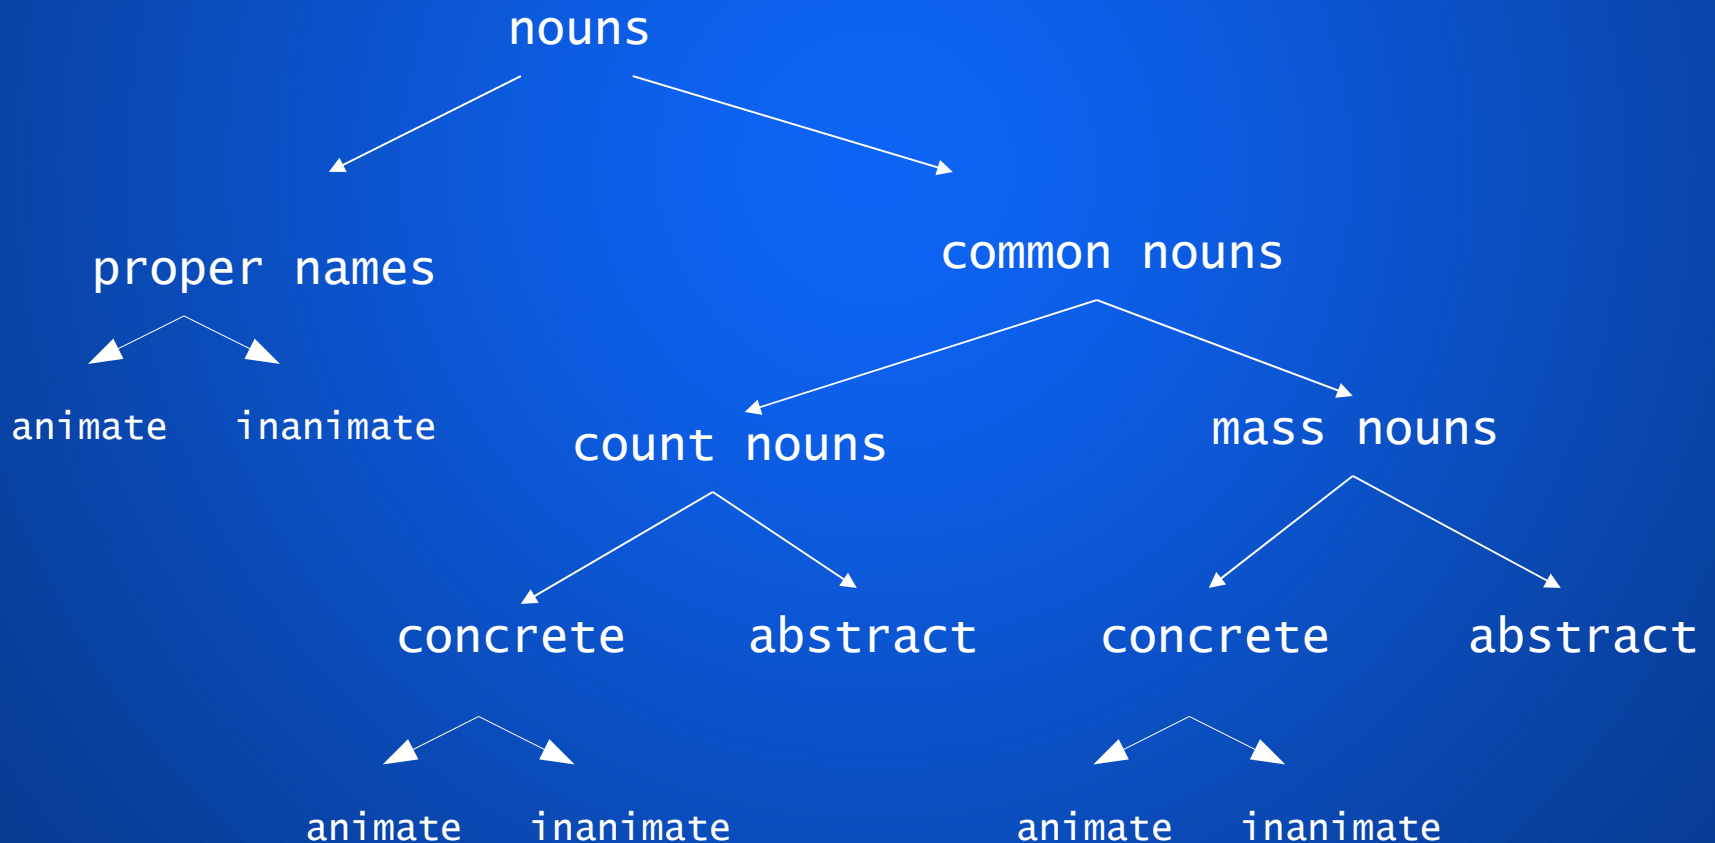 nouns
proper names
common nouns
animate inanimate
count nouns
mass nouns
concrete abstract concrete abstract
animate inanimate animate inanimate